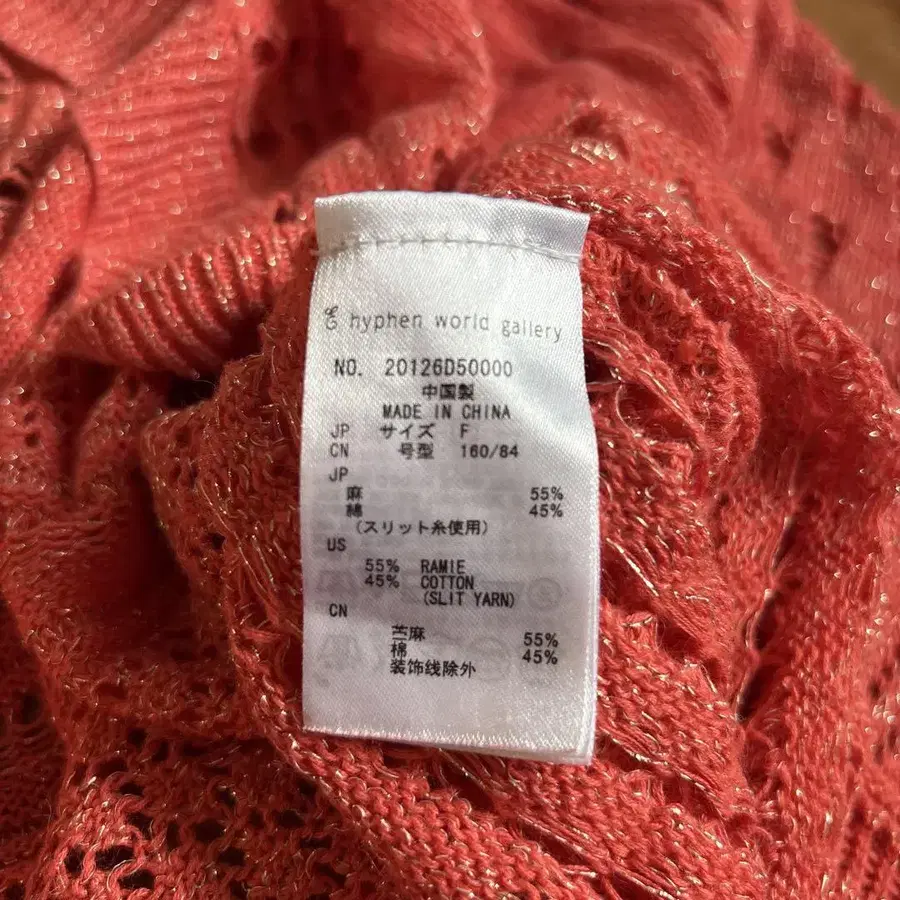 E hyphen world gallery
NO. 20126D50000
中国製
MADE IN CHINA
JP サイズ F
CN 号型 160/84
JP
麻 55%
綿 45%
(スリット糸使用)
US
55% RAMIE
45% COTTON
(SLIT YARN)
CN
苎麻 55%
棉 45%
装饰线除外